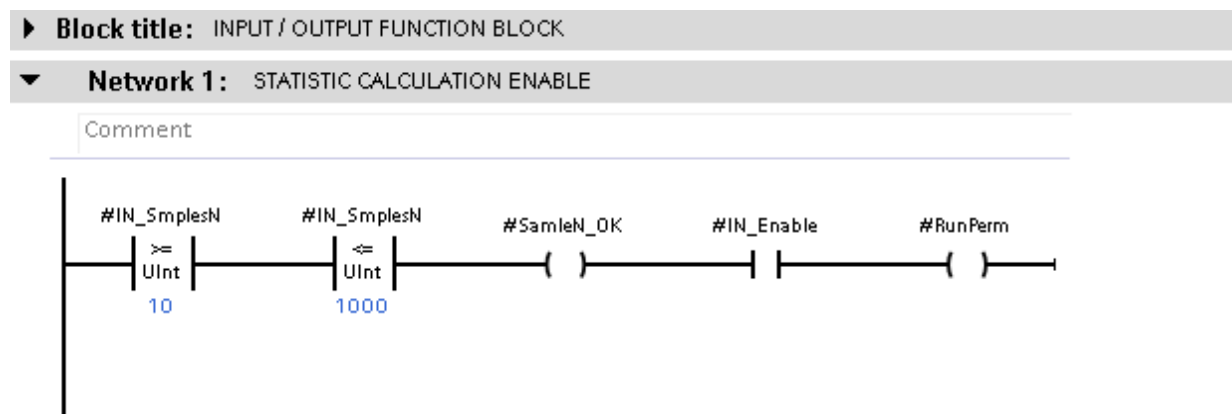 Block title: INPUT / OUTPUT FUNCTION BLOCK
Network 1: STATISTIC CALCULATION ENABLE
Comment
#IN_SmplesN #IN_SmplesN #SamleN_OK #IN_Enable #RunPerm
>= <=
UInt UInt
10 1000